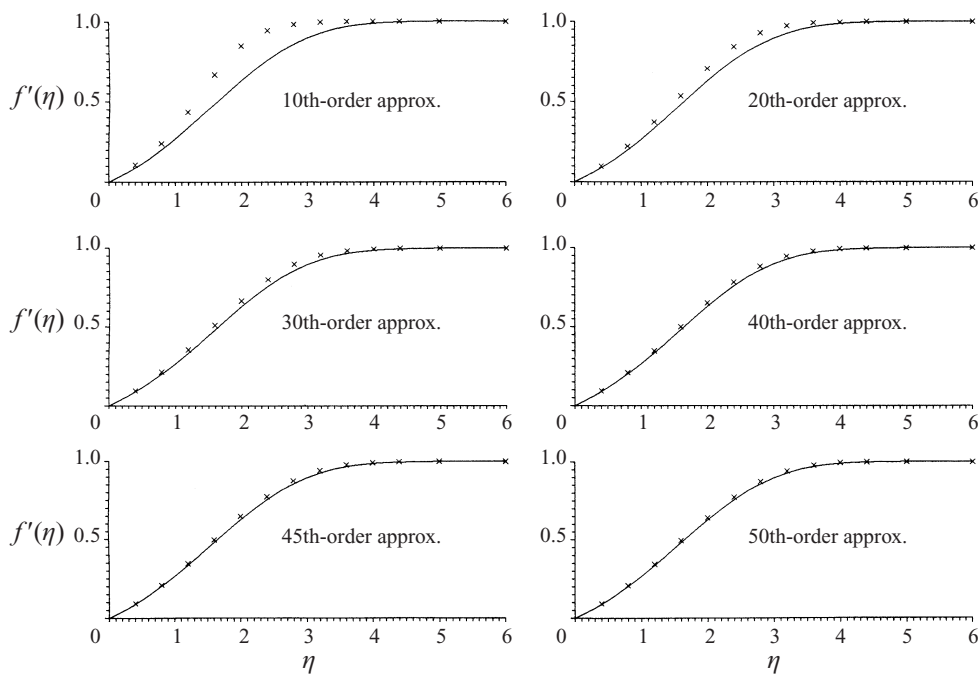 1.0
f′(η)
0.5
10th-order approx.
0 1 2 3 4 5 6
1.0
0.5
20th-order approx.
0 1 2 3 4 5 6
1.0
f′(η)
0.5
30th-order approx.
0 1 2 3 4 5 6
1.0
0.5
40th-order approx.
0 1 2 3 4 5 6
1.0
f′(η)
0.5
45th-order approx.
0 1 2 3 4 5 6
η
1.0
0.5
50th-order approx.
0 1 2 3 4 5 6
η